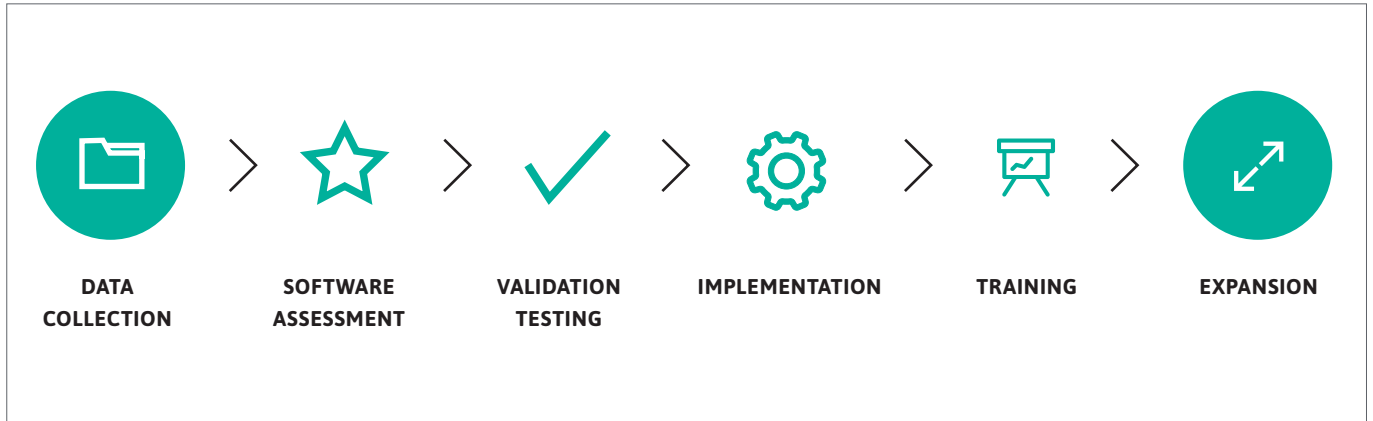 DATA
COLLECTION
SOFTWARE
ASSESSMENT
VALIDATION
TESTING
IMPLEMENTATION
TRAINING
EXPANSION